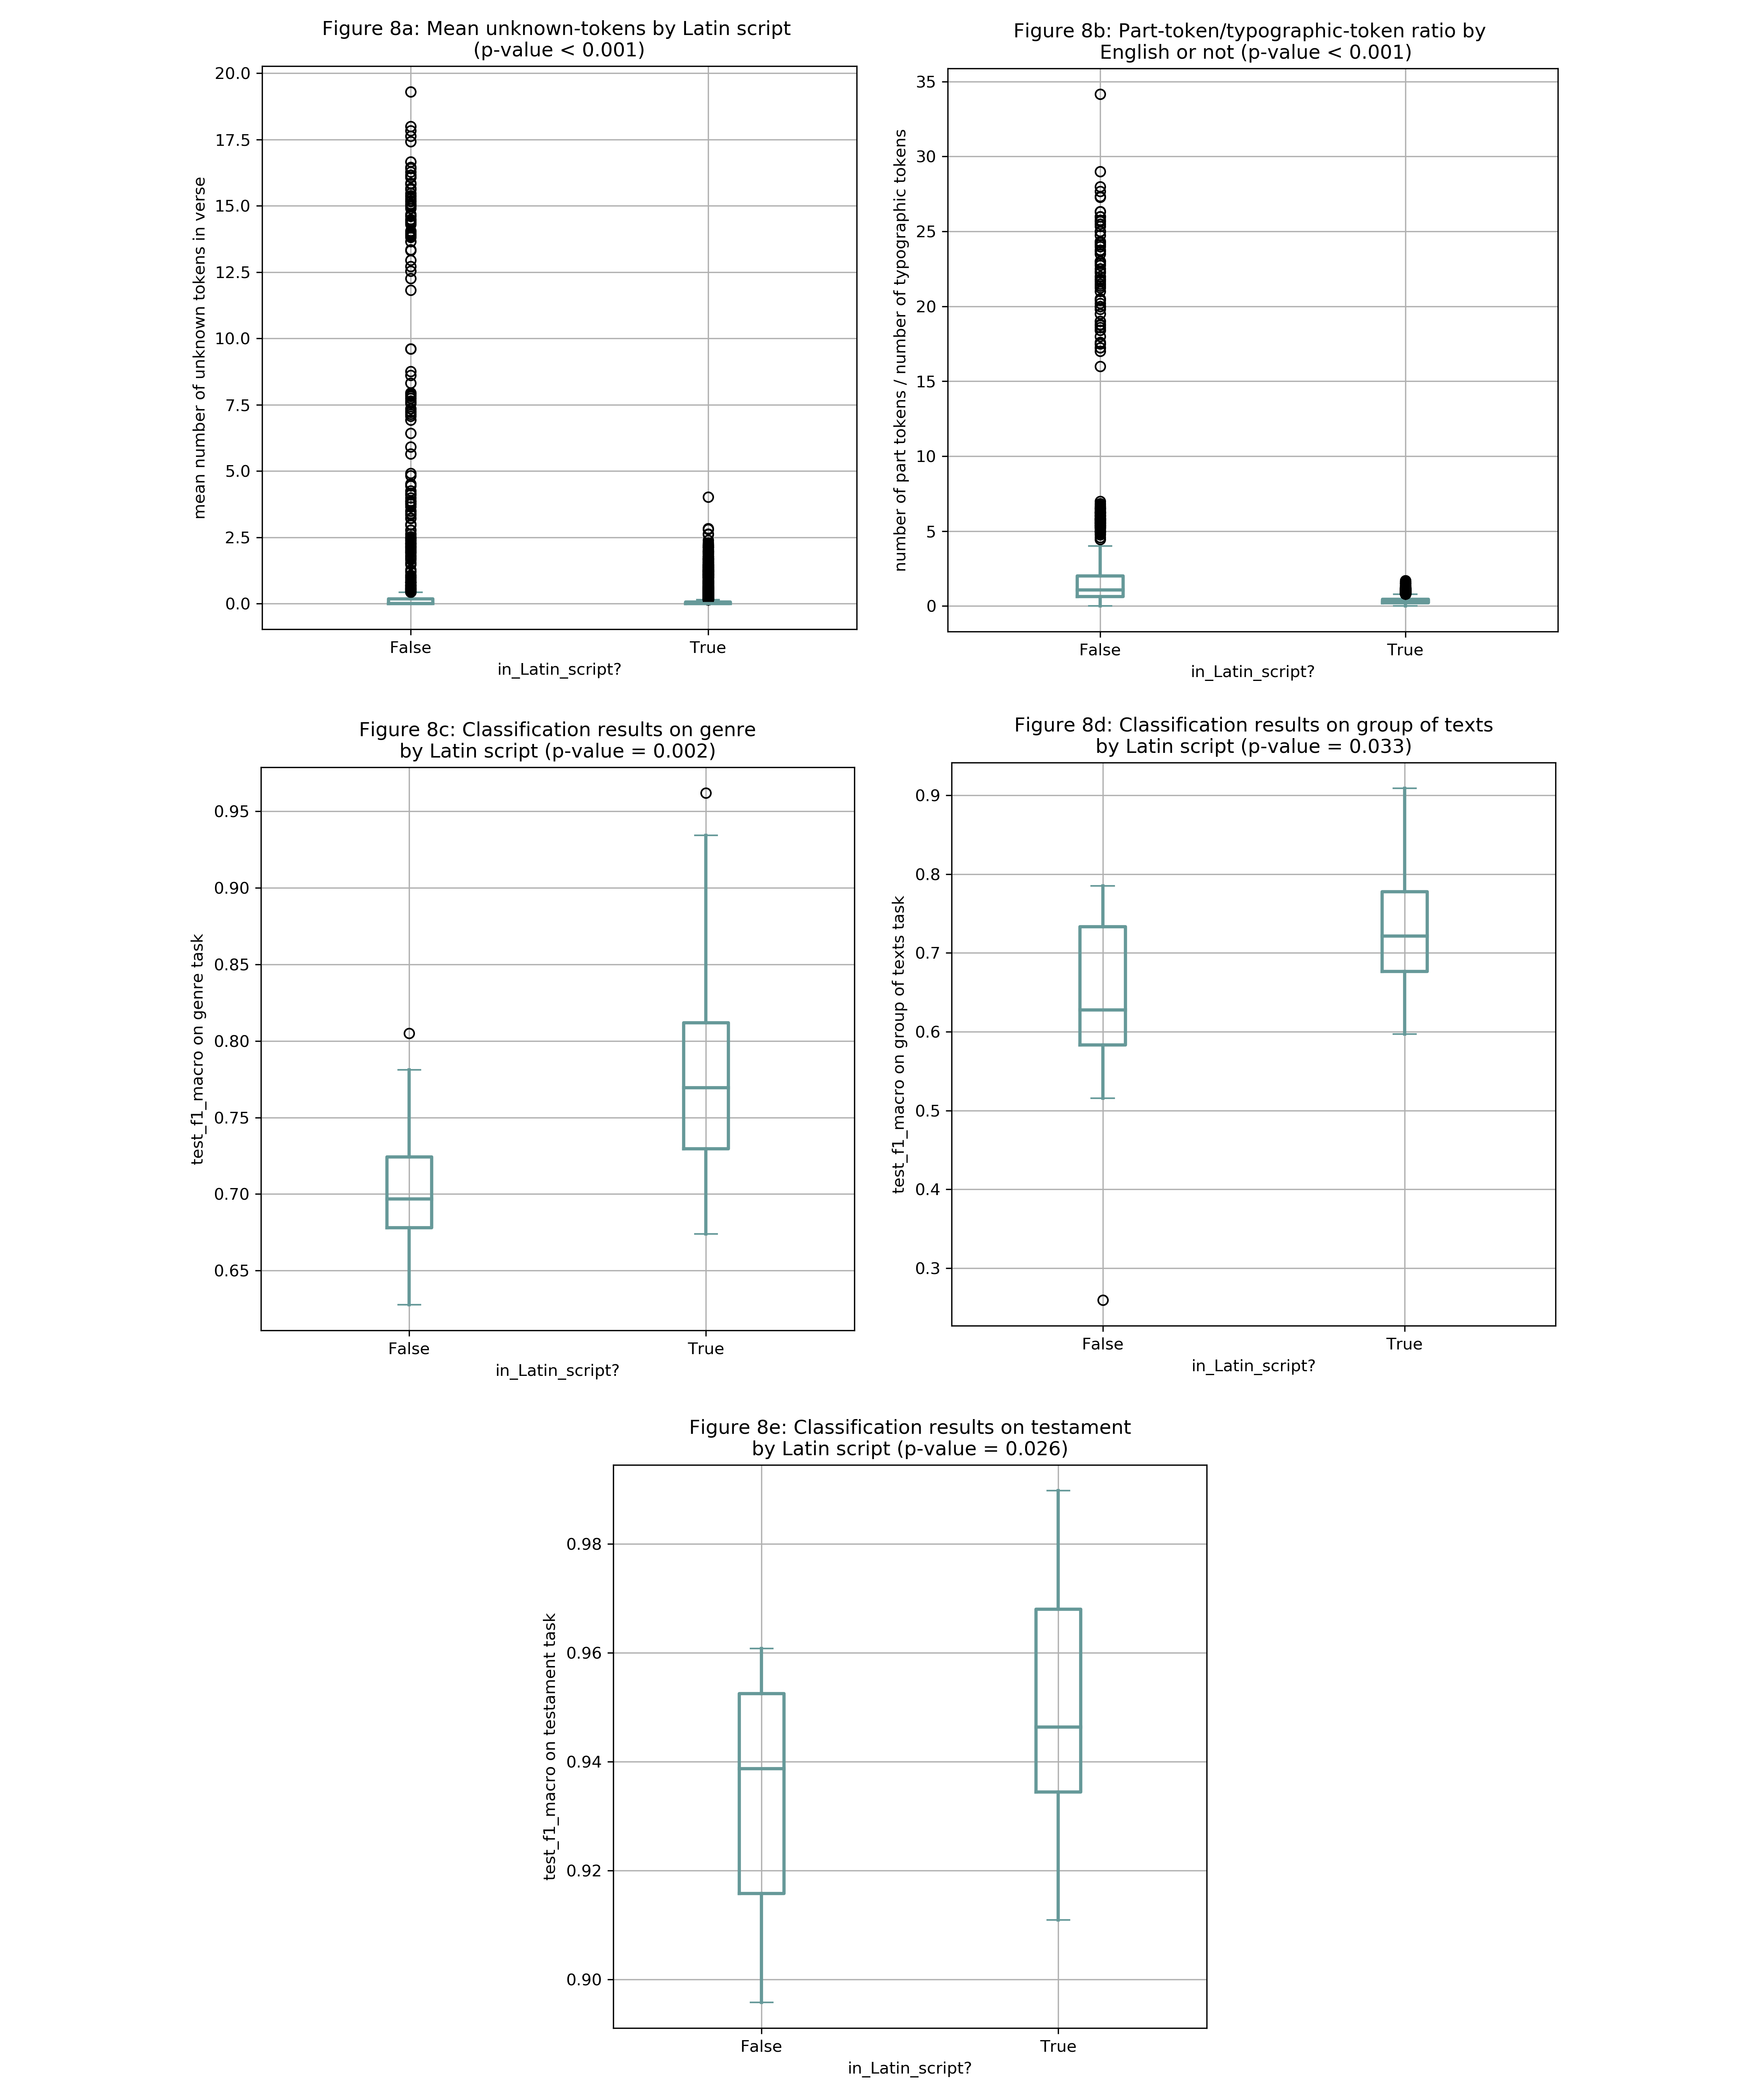 Figure 8a: Mean unknown-tokens by Latin script
(p-value < 0.001)
20.0
17.5
15.0
12.5
10.0
7.5
5.0
2.5
0.0
mean number of unknown tokens in verse
False
True
in_Latin_script?
Figure 8b: Part-token/typographic-token ratio by
English or not (p-value < 0.001)
35
30
25
20
15
10
5
0
number of part tokens / number of typographic tokens
False
True
in_Latin_script?
Figure 8c: Classification results on genre
by Latin script (p-value = 0.002)
0.95
0.90
0.85
0.80
0.75
0.70
0.65
test_f1_macro on genre task
False
True
in_Latin_script?
Figure 8d: Classification results on group of texts
by Latin script (p-value = 0.033)
0.9
0.8
0.7
0.6
0.5
0.4
0.3
test_f1_macro on group of texts task
False
True
in_Latin_script?
Figure 8e: Classification results on testament
by Latin script (p-value = 0.026)
0.98
0.96
0.94
0.92
0.90
test_f1_macro on testament task
False
True
in_Latin_script?